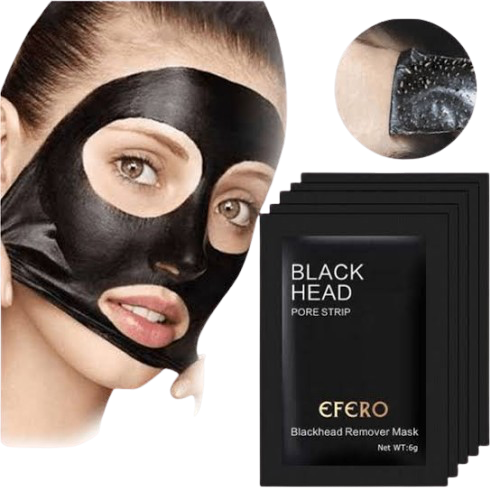 BLACK
HEAD
PORE STRIP
EFERO
Blackhead Remover Mask
Net WT:6g